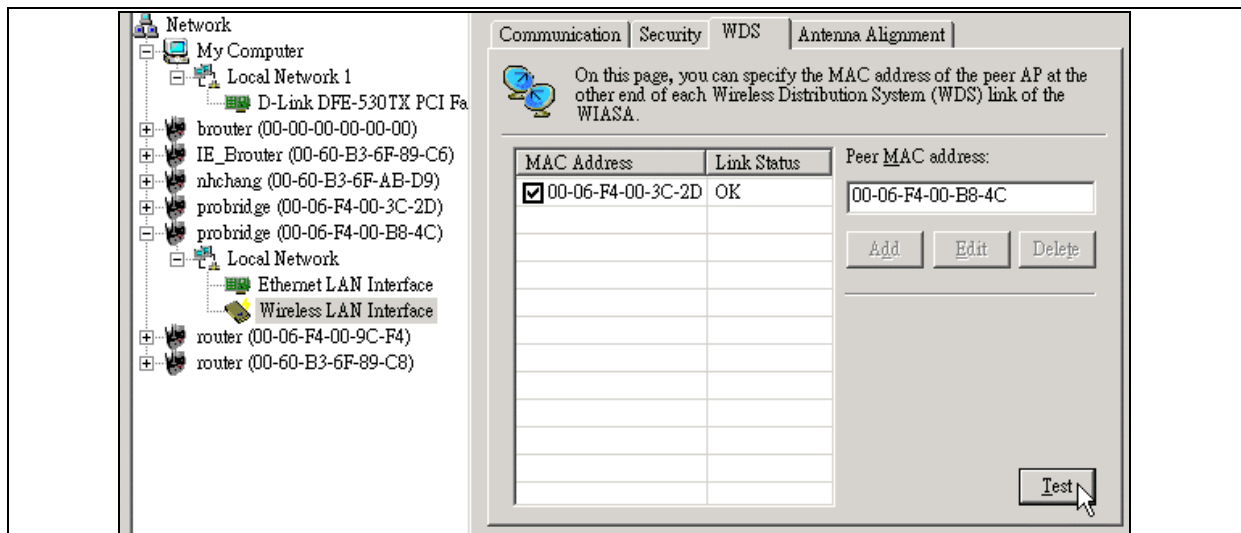 Network
My Computer
Local Network 1
D-Link DFE-530TX PCI Fa
brouter (00-00-00-00-00-00)
IE_Brouter (00-60-B3-6F-89-C6)
nhchang (00-60-B3-6F-AB-D9)
probridge (00-06-F4-00-3C-2D)
probridge (00-06-F4-00-B8-4C)
Local Network
Ethernet LAN Interface
Wireless LAN Interface
router (00-06-F4-00-9C-F4)
router (00-60-B3-6F-89-C8)
Communication Security WDS Antenna Alignment
On this page, you can specify the MAC address of the peer AP at the
other end of each Wireless Distribution System (WDS) link of the
WIASA.
MAC Address Link Status
00-06-F4-00-3C-2D OK
Peer MAC address:
00-06-F4-00-B8-4C
Add Edit Delete
Test